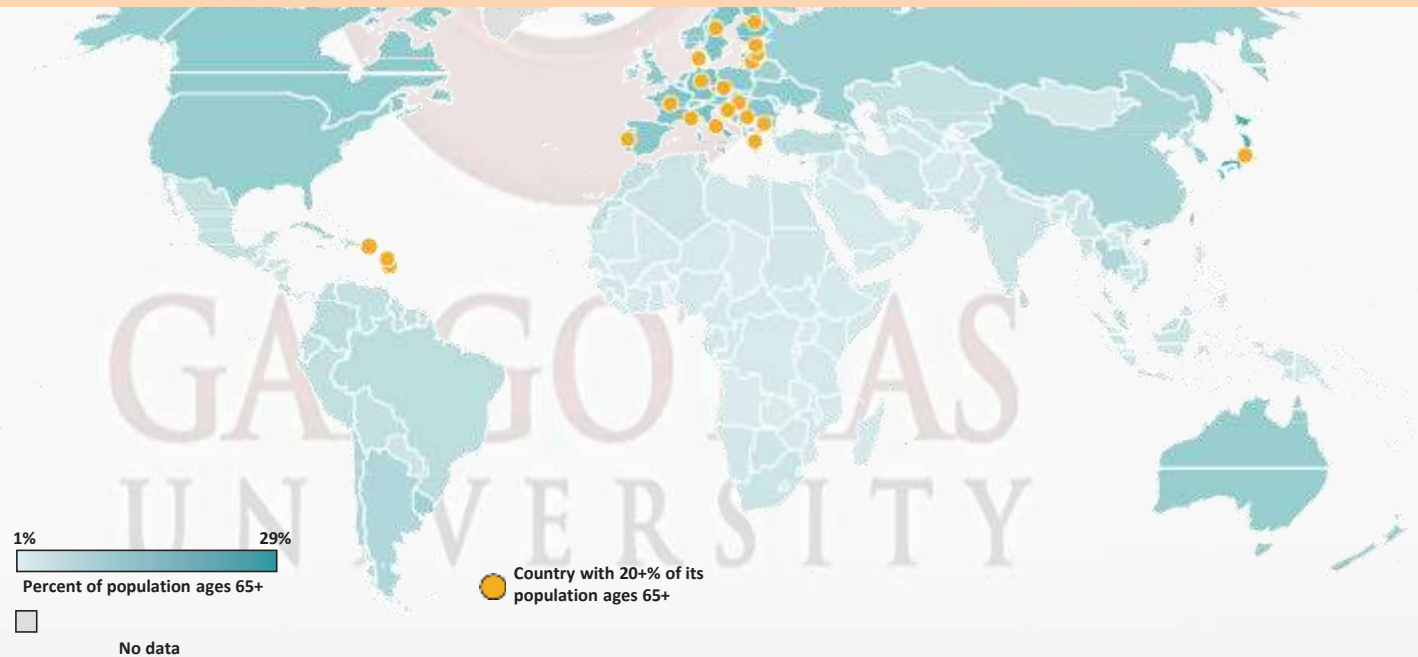 GALGOTIAS
UNIVERSITY
1% 29%
Percent of population ages 65+
No data
Country with 20+% of its
population ages 65+